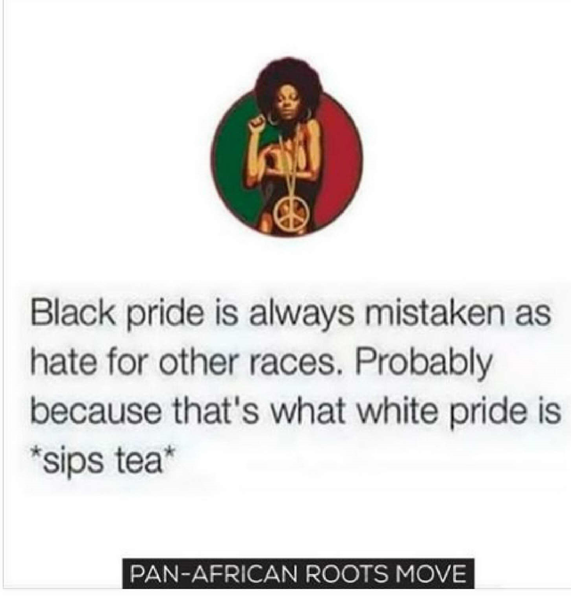 Black pride is always mistaken as
hate for other races. Probably
because that's what white pride is
*sips tea*
PAN-AFRICAN ROOTS MOVE